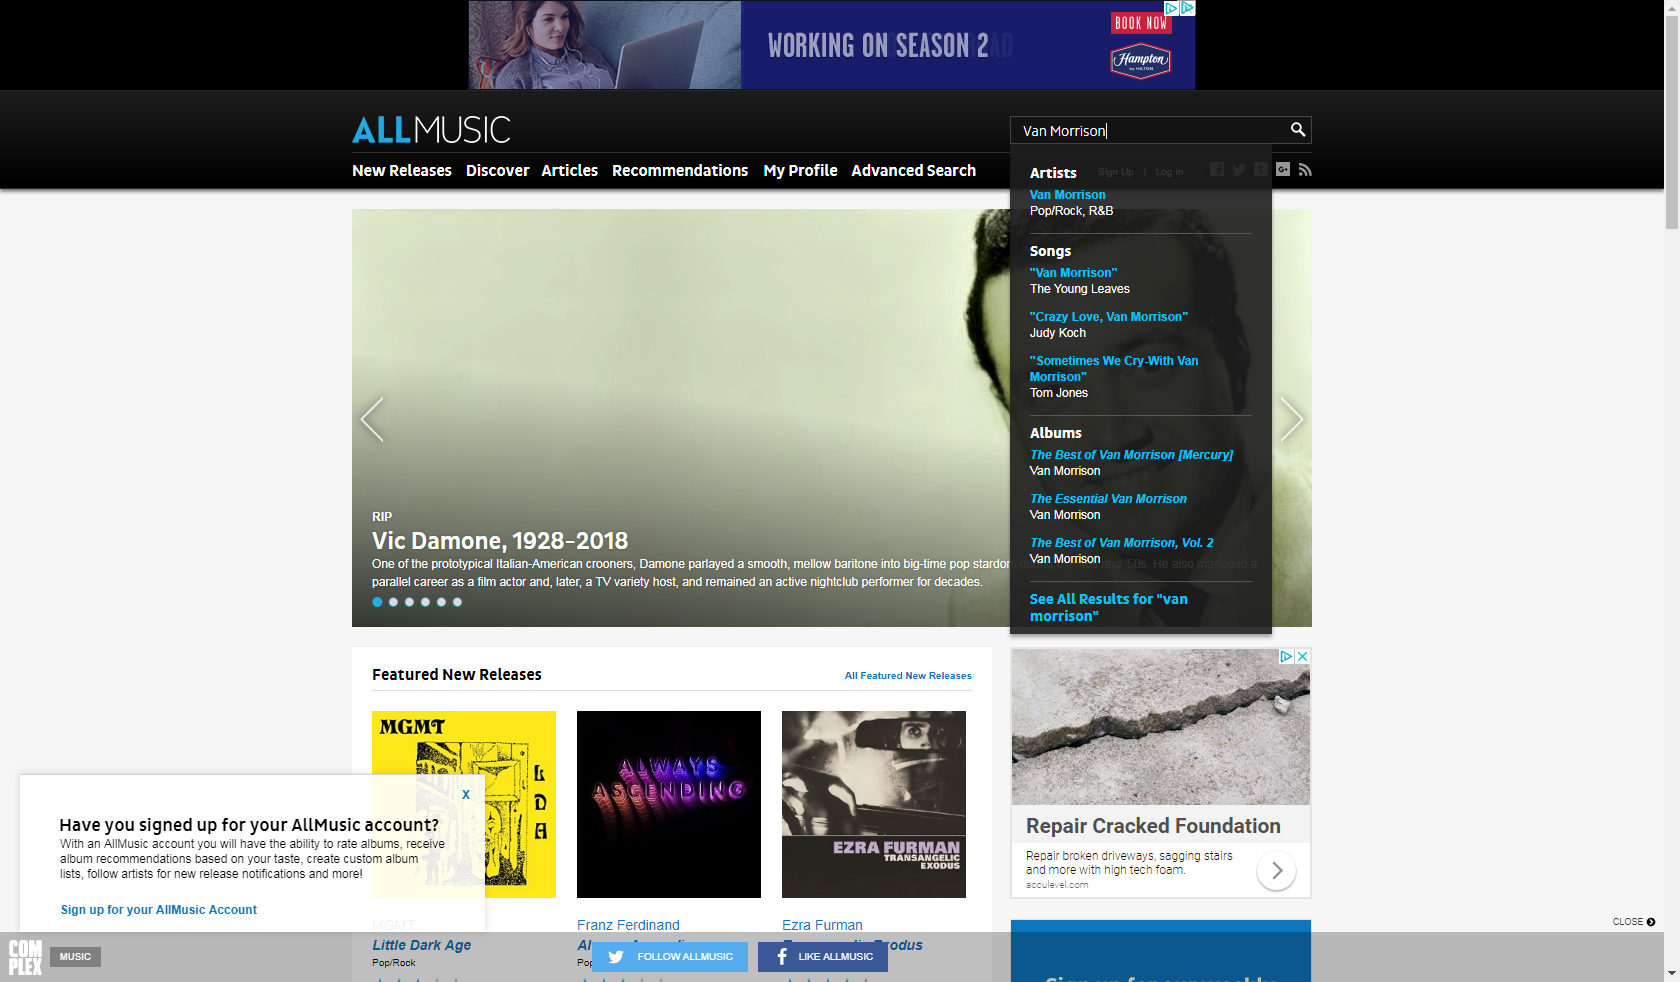 WORKING ON SEASON 2
BOOK NOW
Hampton
by HILTON
ALLMUSIC
Van Morrison
New Releases Discover Articles Recommendations My Profile Advanced Search
Sign Up | Log in
Artists
Van Morrison
Pop/Rock, R&B
Songs
"Van Morrison"
The Young Leaves
"Crazy Love, Van Morrison"
Judy Koch
"Sometimes We Cry-With Van
Morrison"
Tom Jones
Albums
The Best of Van Morrison [Mercury]
Van Morrison
The Essential Van Morrison
Van Morrison
The Best of Van Morrison, Vol. 2
Van Morrison
See All Results for "van
morrison"
RIP
Vic Damone, 1928-2018
One of the prototypical Italian-American crooners, Damone parlayed a smooth, mellow baritone into big-time pop stardom and '50s. He also managed a
parallel career as a film actor and, later, a TV variety host, and remained an active nightclub performer for decades.
Featured New Releases
All Featured New Releases
MGMT
LDA
ALWAYS
ASCENDING
EZRA FURMAN
TRANSANGELIC
EXODUS
MGMT
Little Dark Age
Pop/Rock
Franz Ferdinand
Ezra Furman
Exodus
Repair Cracked Foundation
Repair broken driveways, sagging stairs
and more with high tech foam.
acculevel.com
X
Have you signed up for your AllMusic account?
With an AllMusic account you will have the ability to rate albums, receive
album recommendations based on your taste, create custom album
lists, follow artists for new release notifications and more!
Sign up for your AllMusic Account
CLOSE
COMPLEX
MUSIC
FOLLOW ALLMUSIC
LIKE ALLMUSIC